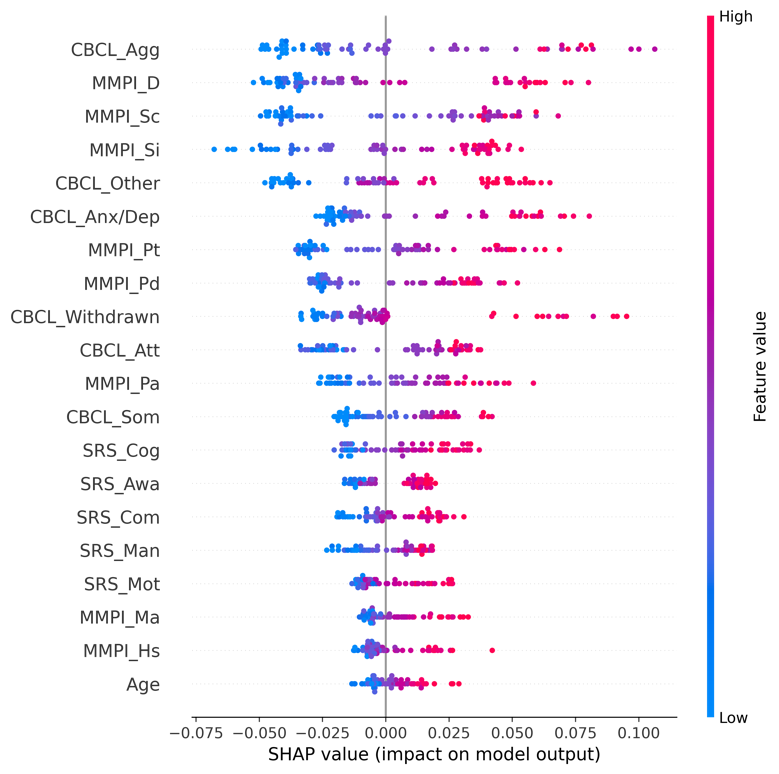 High
CBCL_Agg
MMPI_D
MMPI_Sc
MMPI_Si
CBCL_Other
CBCL_Anx/Dep
MMPI_Pt
MMPI_Pd
CBCL_Withdrawn
CBCL_Att
MMPI_Pa
CBCL_Som
SRS_Cog
SRS_Awa
SRS_Com
SRS_Man
SRS_Mot
MMPI_Ma
MMPI_Hs
Age
Feature value
Low
−0.075 −0.050 −0.025 0.000 0.025 0.050 0.075 0.100
SHAP value (impact on model output)